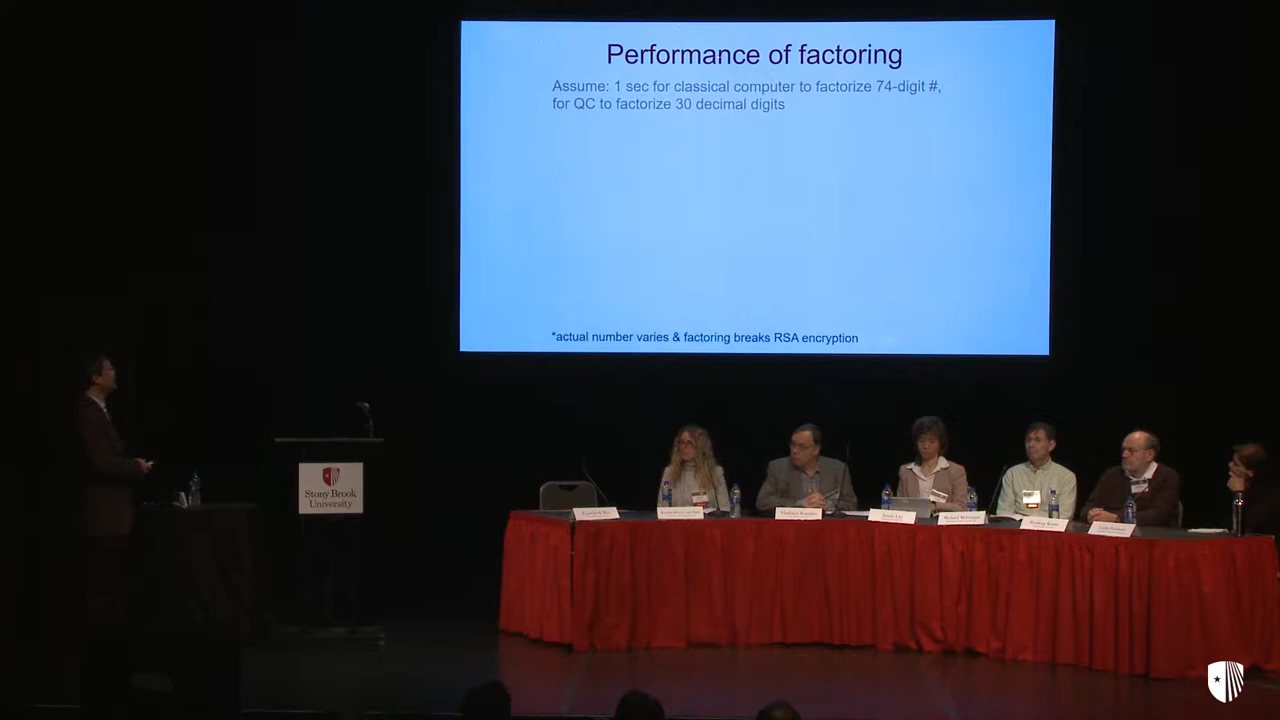 Performance of factoring
Assume: 1 sec for classical computer to factorize 74-digit #,
for QC to factorize 30 decimal digits
*actual number varies & factoring breaks RSA encryption
Stony Brook
University